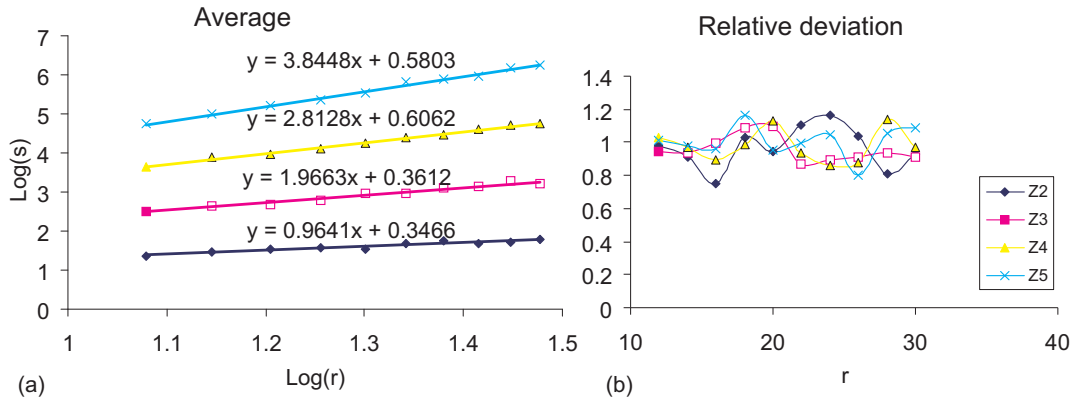 Average
Log(s)
7
6
5
4
3
2
1
0
y = 3.8448x + 0.5803
y = 2.8128x + 0.6062
y = 1.9663x + 0.3612
y = 0.9641x + 0.3466
1 1.1 1.2 1.3 1.4 1.5
Log(r)
(a)
Relative deviation
1.4
1.2
1
0.8
0.6
0.4
0.2
0
10 20 30 40
r
Z2
Z3
Z4
Z5
(b)